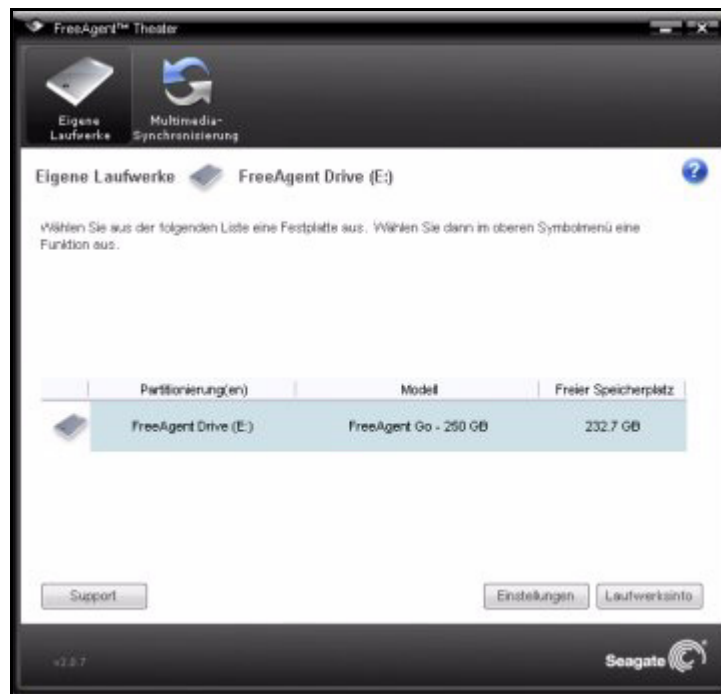 FreeAgent™ Theater
Eigene Laufwerke
Multimedia-Synchronisierung
Eigene Laufwerke FreeAgent Drive (E:)
Wählen Sie aus der folgenden Liste eine Festplatte aus. Wählen Sie dann im oberen Symbolmenü eine
Funktion aus.
Partitionierung(en) Modell Freier Speicherplatz
FreeAgent Drive (E:) FreeAgent Go - 250 GB 232.7 GB
Support Einstellungen Laufwerksinfo
Seagate